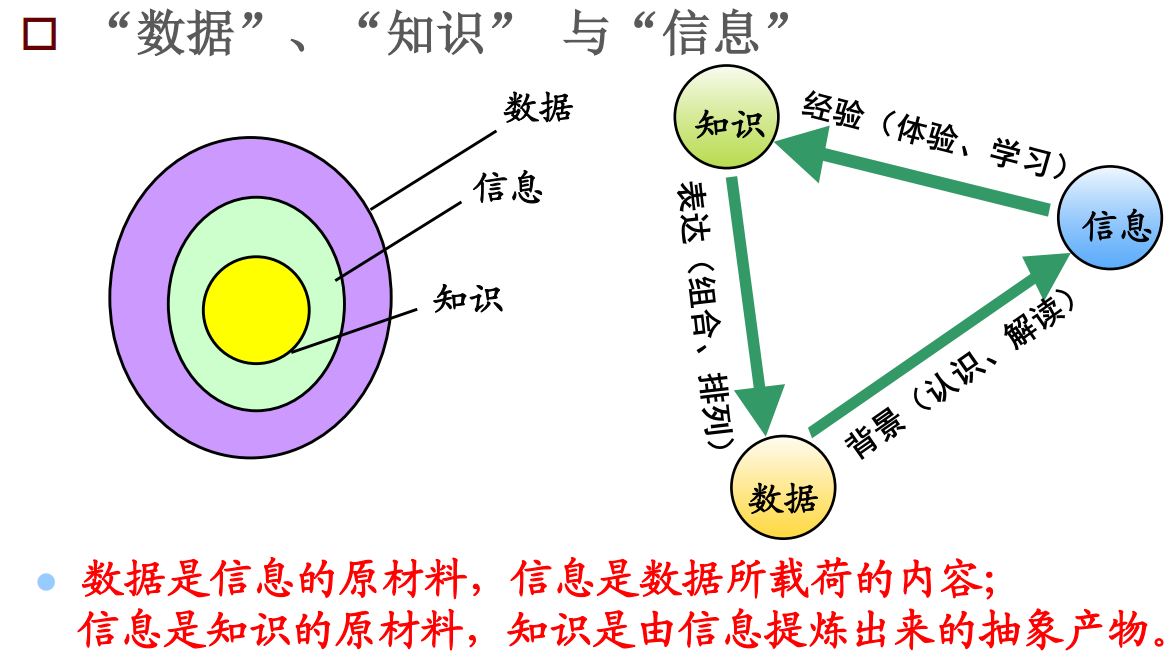 “数据”、“知识” 与“信息”
数据
信息
知识
知识
经验（体验、学习）
信息
表达（组合、排列）
背景（认识、解读）
数据
数据是信息的原材料，信息是数据所载荷的内容；
信息是知识的原材料，知识是由信息提炼出来的抽象产物。